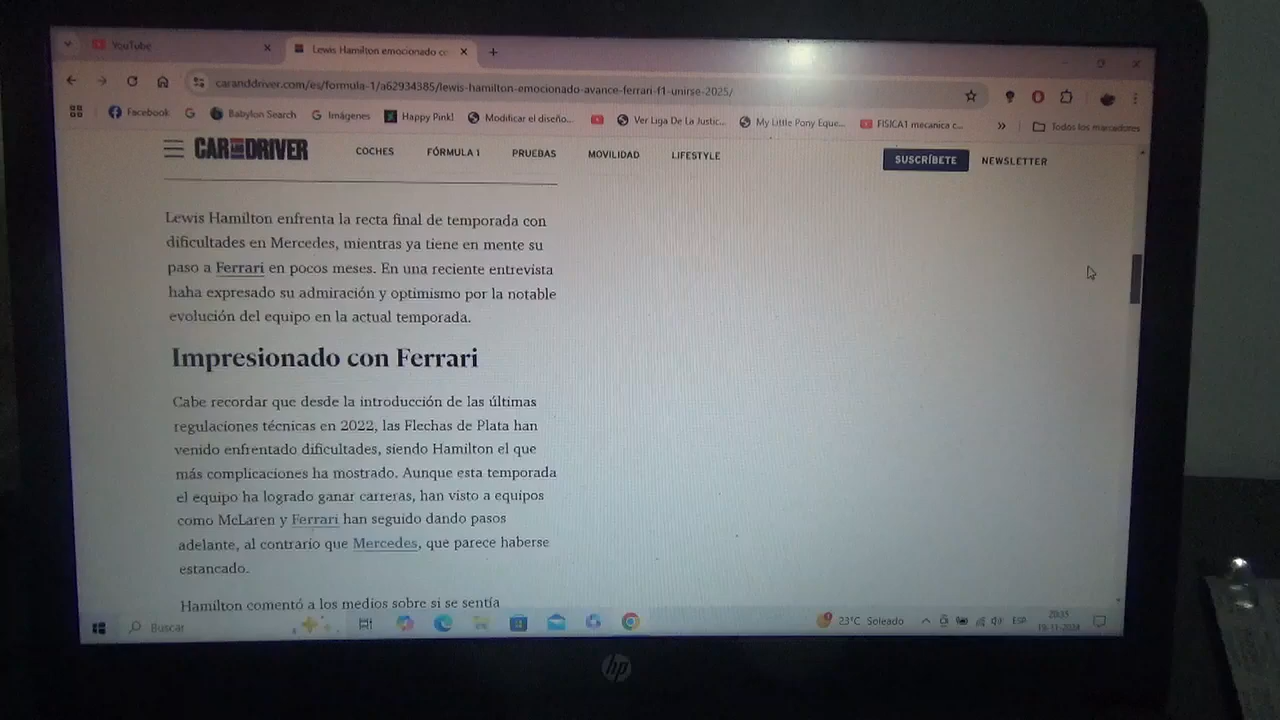 YouTube
Lewis Hamilton emocionado co
caranddriver.com/es/formula-1/a62934385/lewis-hamilton-emocionado-avance-ferrari-f1-unirse-2025/
Facebook
Babylon Search
Imágenes
Happy Pink!
Modificar el diseño...
Ver Liga De La Justic...
My Little Pony Eque...
FISICA1 mecanica c...
»
Todos los marcadores
CAR AND DRIVER
COCHES
FÓRMULA 1
PRUEBAS
MOVILIDAD
LIFESTYLE
SUSCRÍBETE
NEWSLETTER
Lewis Hamilton enfrenta la recta final de temporada con
dificultades en Mercedes, mientras ya tiene en mente su
paso a Ferrari en pocos meses. En una reciente entrevista
haha expresado su admiración y optimismo por la notable
evolución del equipo en la actual temporada.
Impresionado con Ferrari
Cabe recordar que desde la introducción de las últimas
regulaciones técnicas en 2022, las Flechas de Plata han
venido enfrentado dificultades, siendo Hamilton el que
más complicaciones ha mostrado. Aunque esta temporada
el equipo ha logrado ganar carreras, han visto a equipos
como McLaren y Ferrari han seguido dando pasos
adelante, al contrario que Mercedes, que parece haberse
estancado.
Hamilton comentó a los medios sobre si se sentía
Buscar
23°C Soleado
ESP
19-11-2024
hp